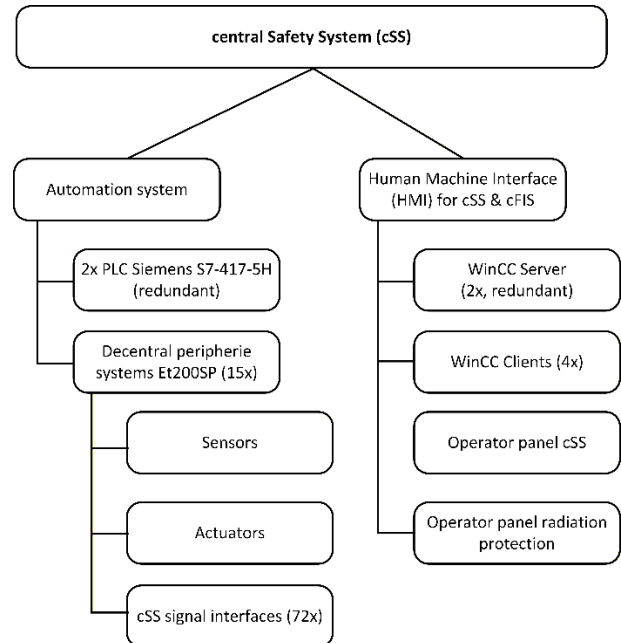 central Safety System (cSS)
Automation system
2x PLC Siemens S7-417-5H
(redundant)
Decentral peripherie
systems Et200SP (15x)
Sensors
Actuators
cSS signal interfaces (72x)
Human Machine Interface
(HMI) for cSS & cFIS
WinCC Server
(2x, redundant)
WinCC Clients (4x)
Operator panel cSS
Operator panel radiation
protection